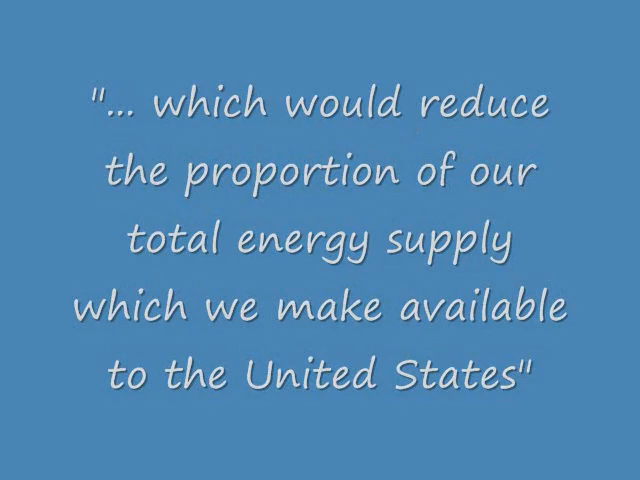 "... which would reduce
the proportion of our
total energy supply
which we make available
to the United States"